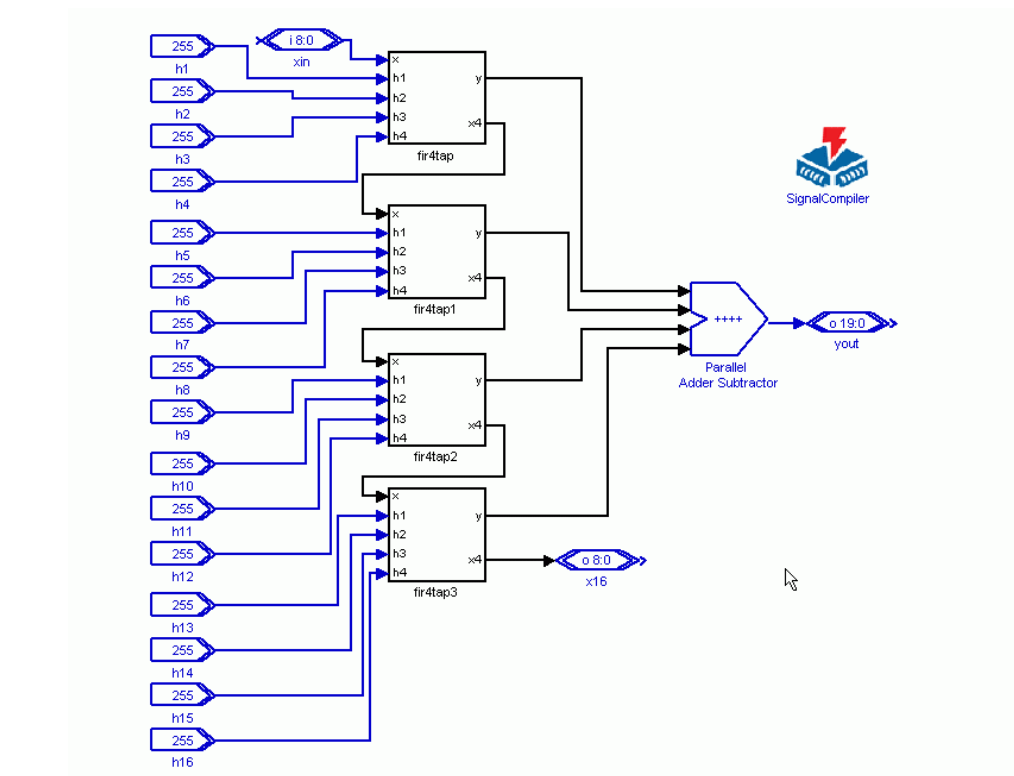 255
h1
i 8:0
xin
255
h2
255
h3
255
h4
255
h5
255
h6
255
h7
255
h8
255
h9
255
h10
255
h11
255
h12
255
h13
255
h14
255
h15
255
h16
x
h1
h2
h3
h4
y
x4
fir4tap
x
h1
h2
h3
h4
y
x4
fir4tap1
x
h1
h2
h3
h4
y
x4
fir4tap2
x
h1
h2
h3
h4
y
x4
fir4tap3
SignalCompiler
++++
Parallel
Adder Subtractor
o 19:0
yout
o 8:0
x16